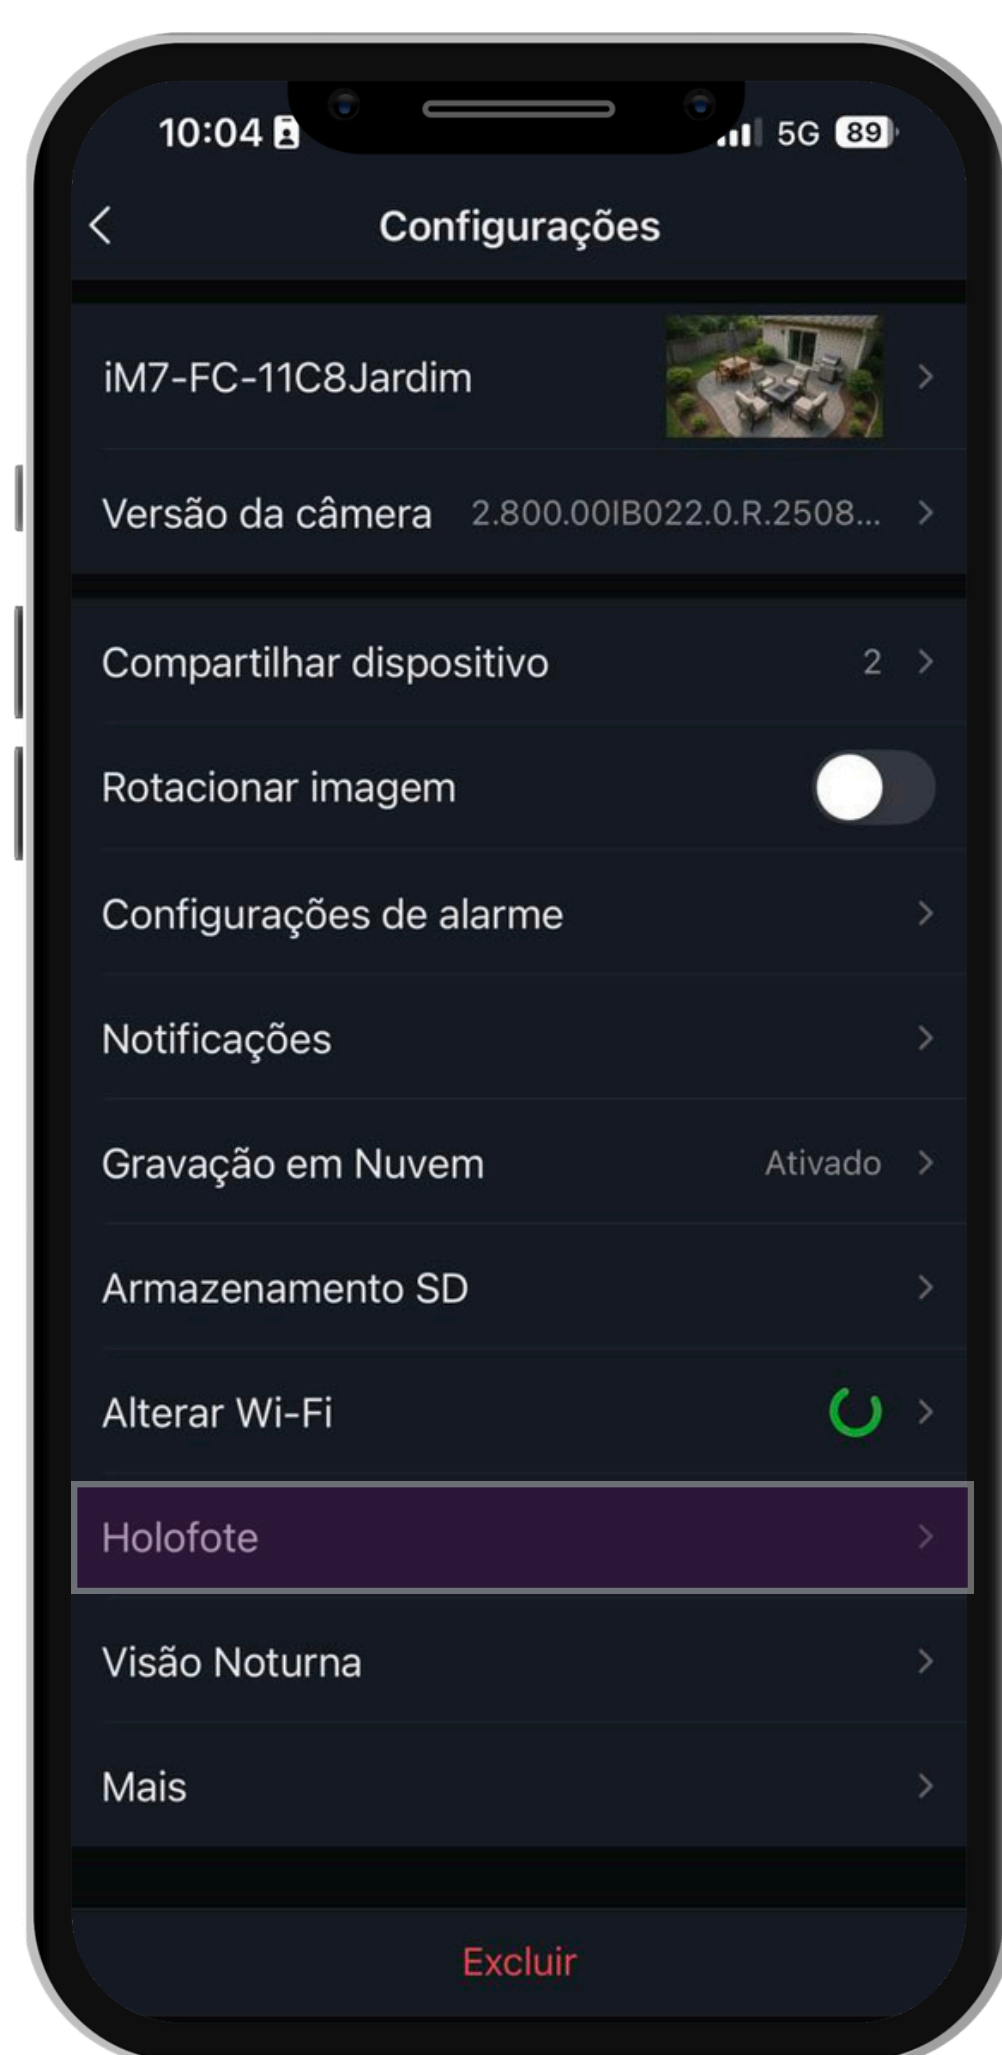 10:04 5G 89
Configurações
iM7-FC-11C8Jardim
Versão da câmera 2.800.00IB022.0.R.2508...
Compartilhar dispositivo 2
Rotacionar imagem
Configurações de alarme
Notificações
Gravação em Nuvem Ativado
Armazenamento SD
Alterar Wi-Fi
Holofote
Visão Noturna
Mais
Excluir